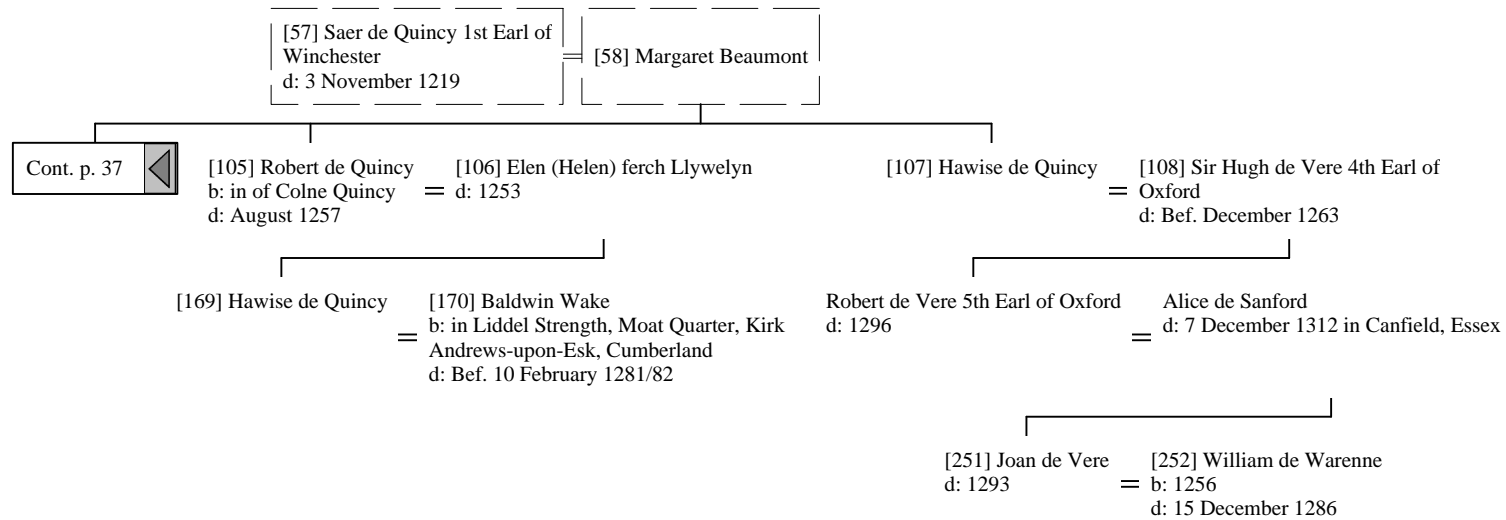 [57] Saer de Quincy 1st Earl of
Winchester
d: 3 November 1219
=
[58] Margaret Beaumont
Cont. p. 37
[105] Robert de Quincy
b: in of Colne Quincy
d: August 1257
=
[106] Elen (Helen) ferch Llywelyn
d: 1253
[107] Hawise de Quincy
=
[108] Sir Hugh de Vere 4th Earl of
Oxford
d: Bef. December 1263
[169] Hawise de Quincy
=
[170] Baldwin Wake
b: in Liddel Strength, Moat Quarter, Kirk
Andrews-upon-Esk, Cumberland
d: Bef. 10 February 1281/82
Robert de Vere 5th Earl of Oxford
d: 1296
=
Alice de Sanford
d: 7 December 1312 in Canfield, Essex
[251] Joan de Vere
d: 1293
=
[252] William de Warenne
b: 1256
d: 15 December 1286